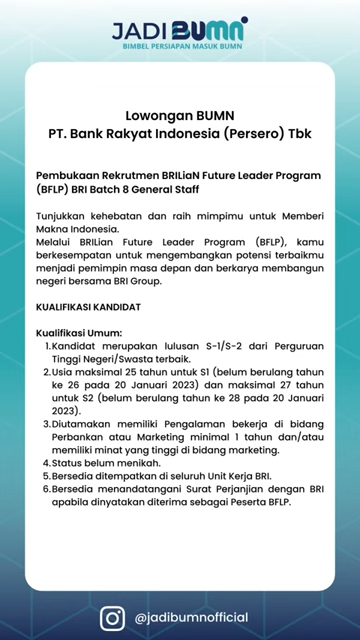 JADI BUMN
BIMBEL PERSIAPAN MASUK BUMN
Lowongan BUMN
PT. Bank Rakyat Indonesia (Persero) Tbk
Pembukaan Rekrutmen BRILiaN Future Leader Program
(BFLP) BRI Batch 8 General Staff
Tunjukkan kehebatan dan raih mimpimu untuk Memberi
Makna Indonesia.
Melalui BRILian Future Leader Program (BFLP), kamu
berkesempatan untuk mengembangkan potensi terbaikmu
menjadi pemimpin masa depan dan berkarya membangun
negeri bersama BRI Group.
KUALIFIKASI KANDIDAT
Kualifikasi Umum:
1. Kandidat merupakan lulusan S-1/S-2 dari Perguruan
Tinggi Negeri/Swasta terbaik.
2. Usia maksimal 25 tahun untuk S1 (belum berulang tahun
ke 26 pada 20 Januari 2023) dan maksimal 27 tahun
untuk S2 (belum berulang tahun ke 28 pada 20 Januari
2023).
3. Diutamakan memiliki Pengalaman bekerja di bidang
Perbankan atau Marketing minimal 1 tahun dan/atau
memiliki minat yang tinggi di bidang marketing.
4. Status belum menikah.
5. Bersedia ditempatkan di seluruh Unit Kerja BRI.
6. Bersedia menandatangani Surat Perjanjian dengan BRI
apabila dinyatakan diterima sebagai Peserta BFLP.
@jadibumnofficial